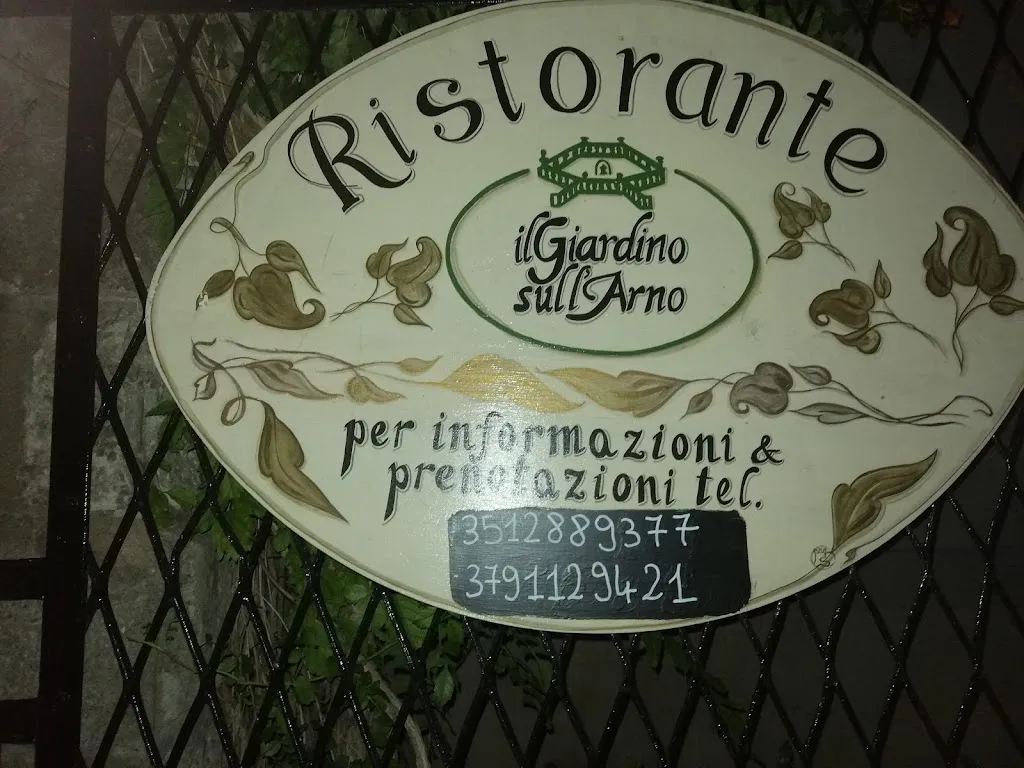 Ristorante
il Giardino
sull'Arno
per informazioni &
prenotazioni tel.
3512889377
3791129421